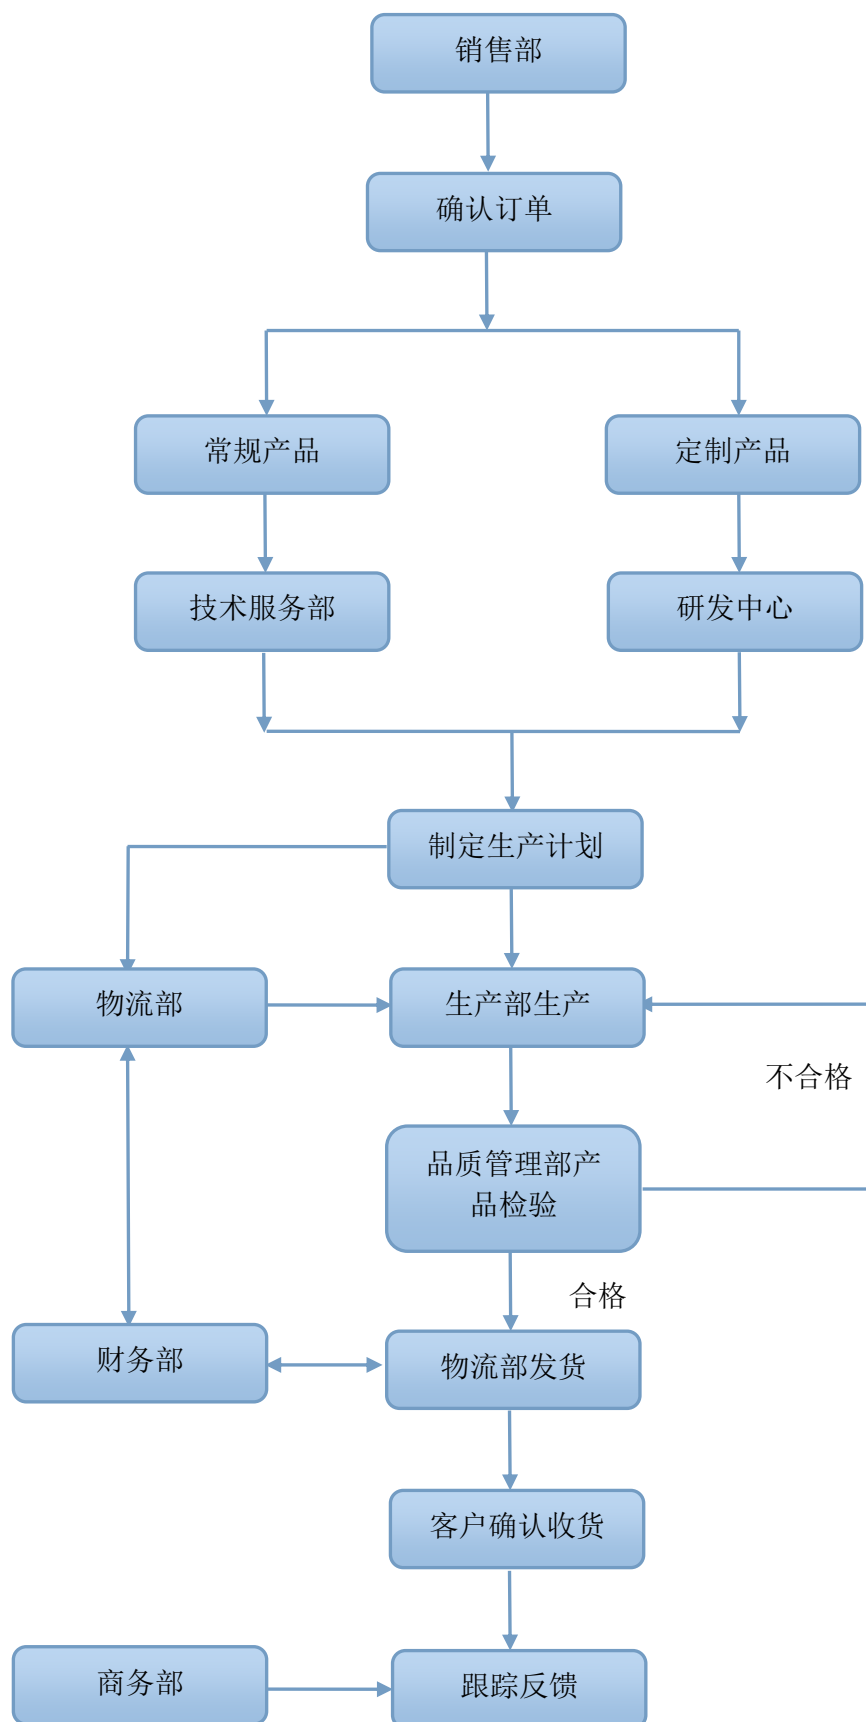 销售部
确认订单
常规产品
定制产品
技术服务部
研发中心
制定生产计划
物流部
生产部生产
不合格
品质管理部产
品检验
合格
财务部
物流部发货
客户确认收货
商务部
跟踪反馈